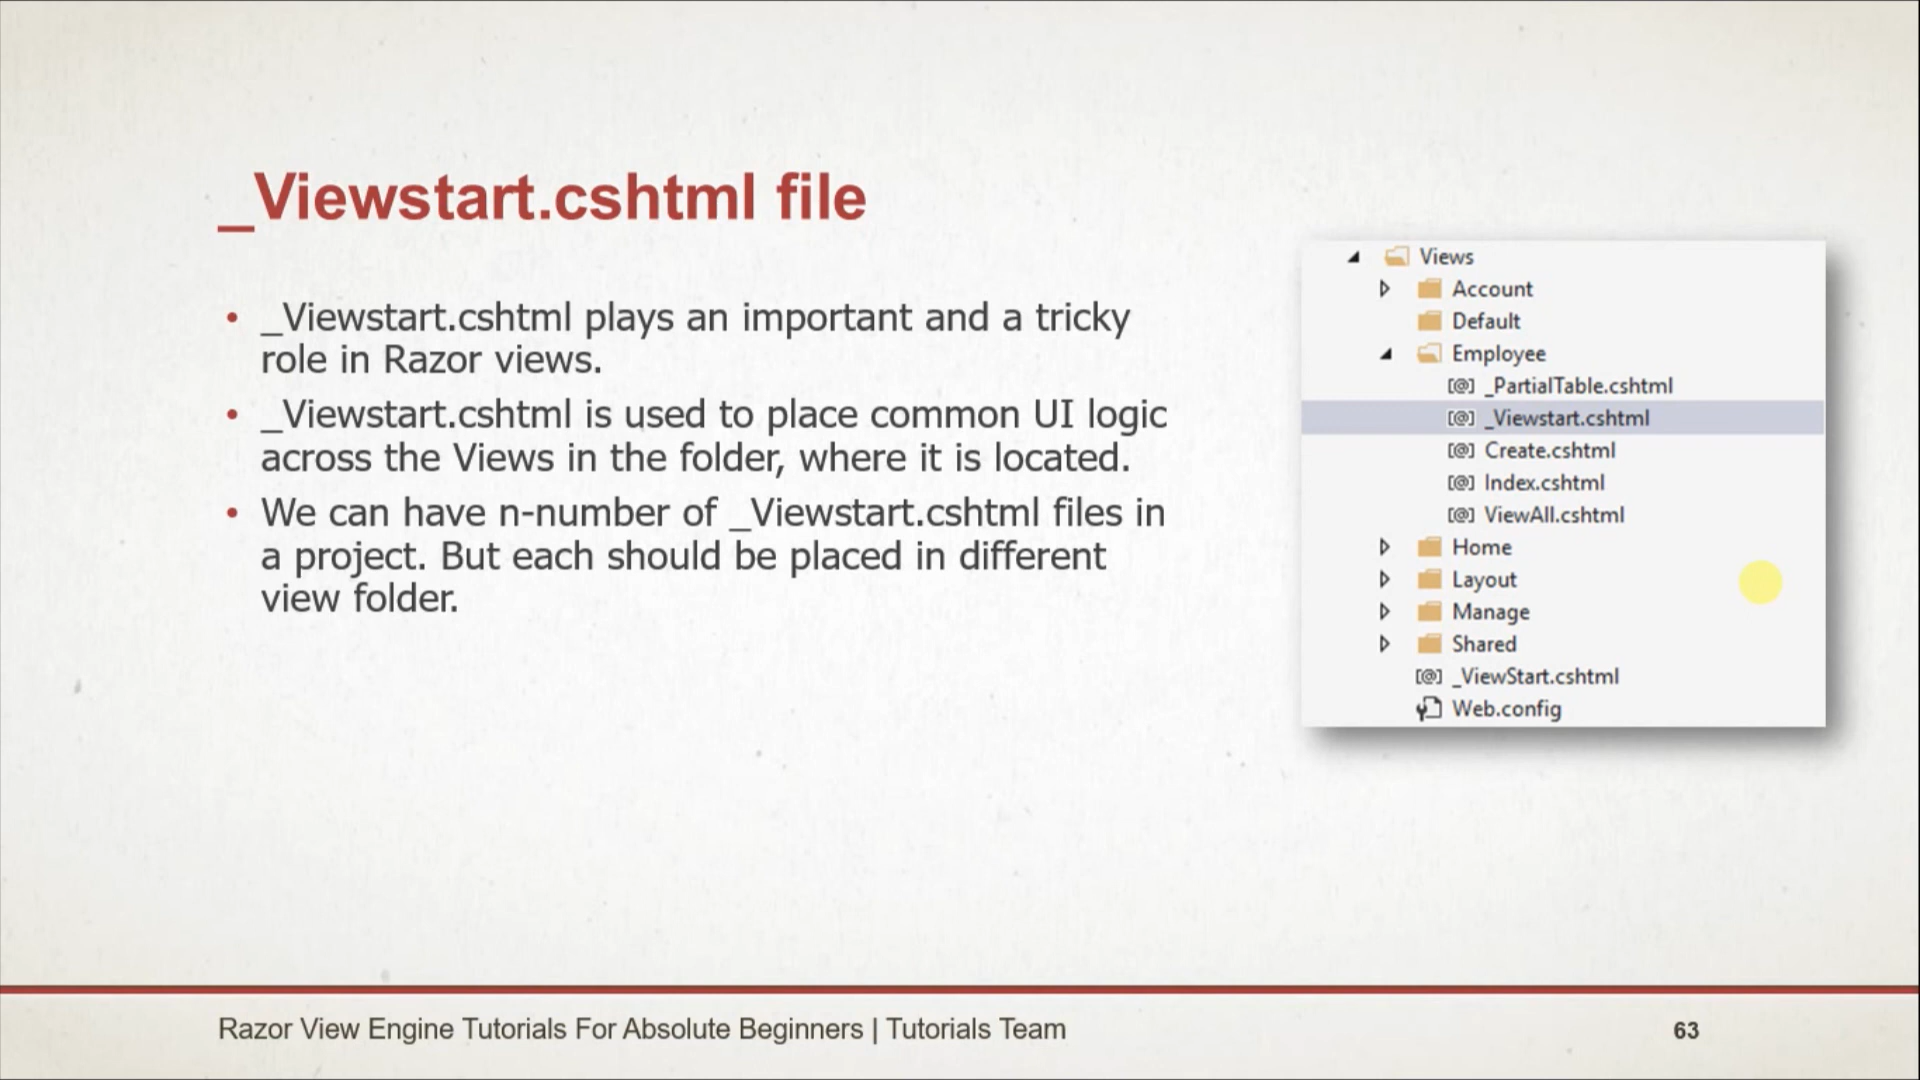 _Viewstart.cshtml file
• _Viewstart.cshtml plays an important and a tricky
role in Razor views.
• _Viewstart.cshtml is used to place common UI logic
across the Views in the folder, where it is located.
• We can have n-number of _Viewstart.cshtml files in
a project. But each should be placed in different
view folder.
Views
Account
Default
Employee
[@] _PartialTable.cshtml
[@] _Viewstart.cshtml
[@] Create.cshtml
[@] Index.cshtml
[@] ViewAll.cshtml
Home
Layout
Manage
Shared
[@] _ViewStart.cshtml
Web.config
Razor View Engine Tutorials For Absolute Beginners | Tutorials Team
63